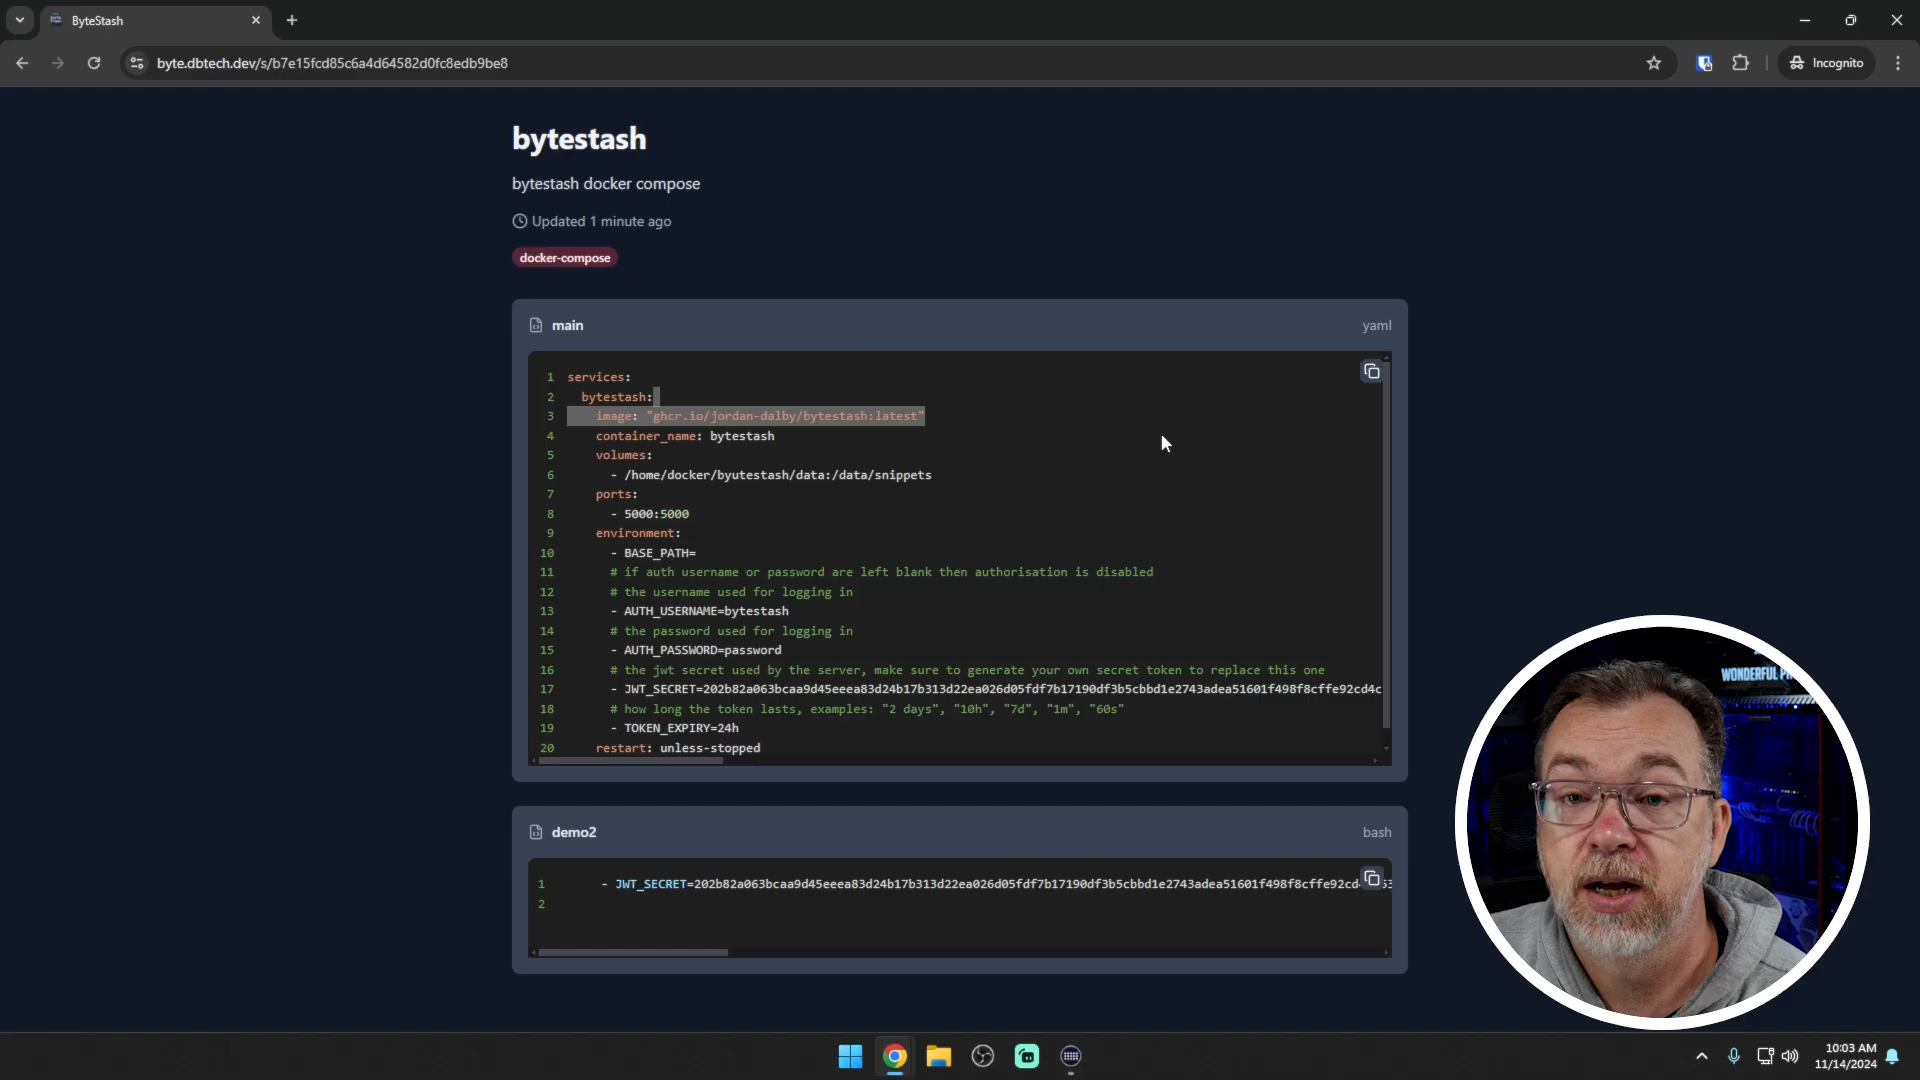 ByteStash
byte.dbtech.dev/s/b7e15fcd85c6a4d64582d0fc8edb9be8
Incognito
bytestash
bytestash docker compose
Updated 1 minute ago
docker-compose
main
yaml
1 services:
2 bytestash:
3 image: "ghcr.io/jordan-dalby/bytestash:latest"
4 container_name: bytestash
5 volumes:
6 - /home/docker/byutestash/data:/data/snippets
7 ports:
8 - 5000:5000
9 environment:
10 - BASE_PATH=
11 # if auth username or password are left blank then authorisation is disabled
12 # the username used for logging in
13 - AUTH_USERNAME=bytestash
14 # the password used for logging in
15 - AUTH_PASSWORD=password
16 # the jwt secret used by the server, make sure to generate your own secret token to replace this one
17 - JWT_SECRET=202b82a063bcaa9d45eeea83d24b17b313d22ea026d05fdf7b17190df3b5cbbd1e2743adea51601f498f8cffe92cd4c
18 # how long the token lasts, examples: "2 days", "10h", "7d", "1m", "60s"
19 - TOKEN_EXPIRY=24h
20 restart: unless-stopped
demo2
bash
1 - JWT_SECRET=202b82a063bcaa9d45eeea83d24b17b313d22ea026d05fdf7b17190df3b5cbbd1e2743adea51601f498f8cffe92cd
2
WONDERFUL
10:03 AM
11/14/2024